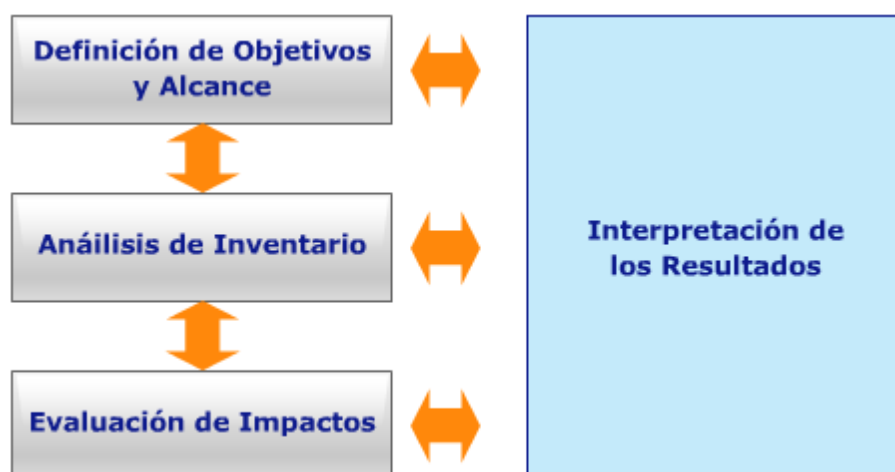 Definición de Objetivos
y Alcance
Anáilisis de Inventario
Interpretación de
los Resultados
Evaluación de Impactos